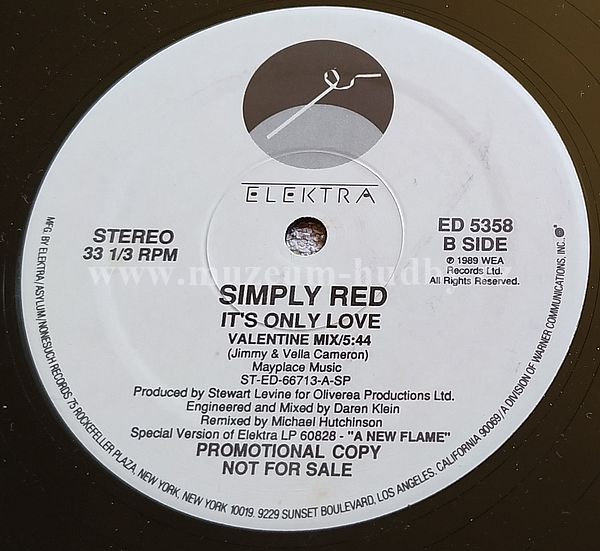 ELEKTRA
STEREO
33 1/3 RPM
ED 5358
B SIDE
℗ 1989 WEA
Records Ltd.
All Rights Reserved.
SIMPLY RED
IT'S ONLY LOVE
VALENTINE MIX/5:44
(Jimmy & Vella Cameron)
Mayplace Music
ST-ED-66713-A-SP
Produced by Stewart Levine for Oliverea Productions Ltd.
Engineered and Mixed by Daren Klein
Remixed by Michael Hutchinson
Special Version of Elektra LP 60828 - "A NEW FLAME"
PROMOTIONAL COPY
NOT FOR SALE
MFG. BY ELEKTRA/ASYLUM/NONESUCH RECORDS 75 ROCKEFELLER PLAZA, NEW YORK, NEW YORK 10019. 9229 SUNSET BOULEVARD, LOS ANGELES, CALIFORNIA 90069/A DIVISION OF WARNER COMMUNICATIONS, INC.